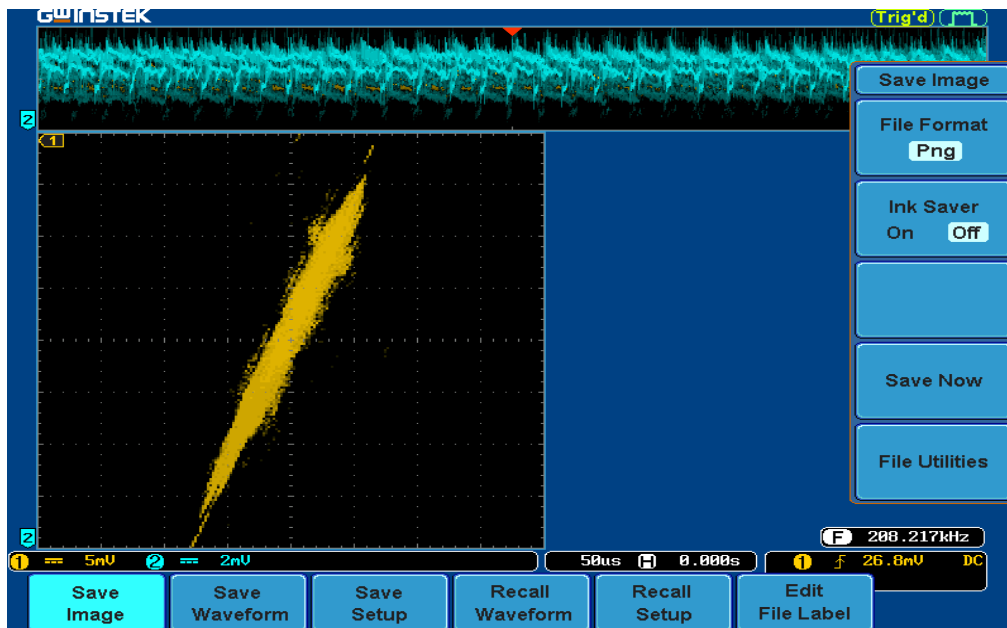 GWINSTEK
Trig'd
2
Save Image
1
File Format
Png
Ink Saver
On Off
Save Now
File Utilities
2
F 208.217kHz
1 5mV 2 2mV 50us H 0.000s 1 26.8mV DC
Save Image
Save Waveform
Save Setup
Recall Waveform
Recall Setup
Edit File Label